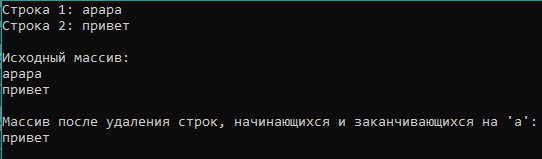 Строка 1: арара
Строка 2: привет
Исходный массив:
арара
привет
Массив после удаления строк, начинающихся и заканчивающихся на 'а':
привет